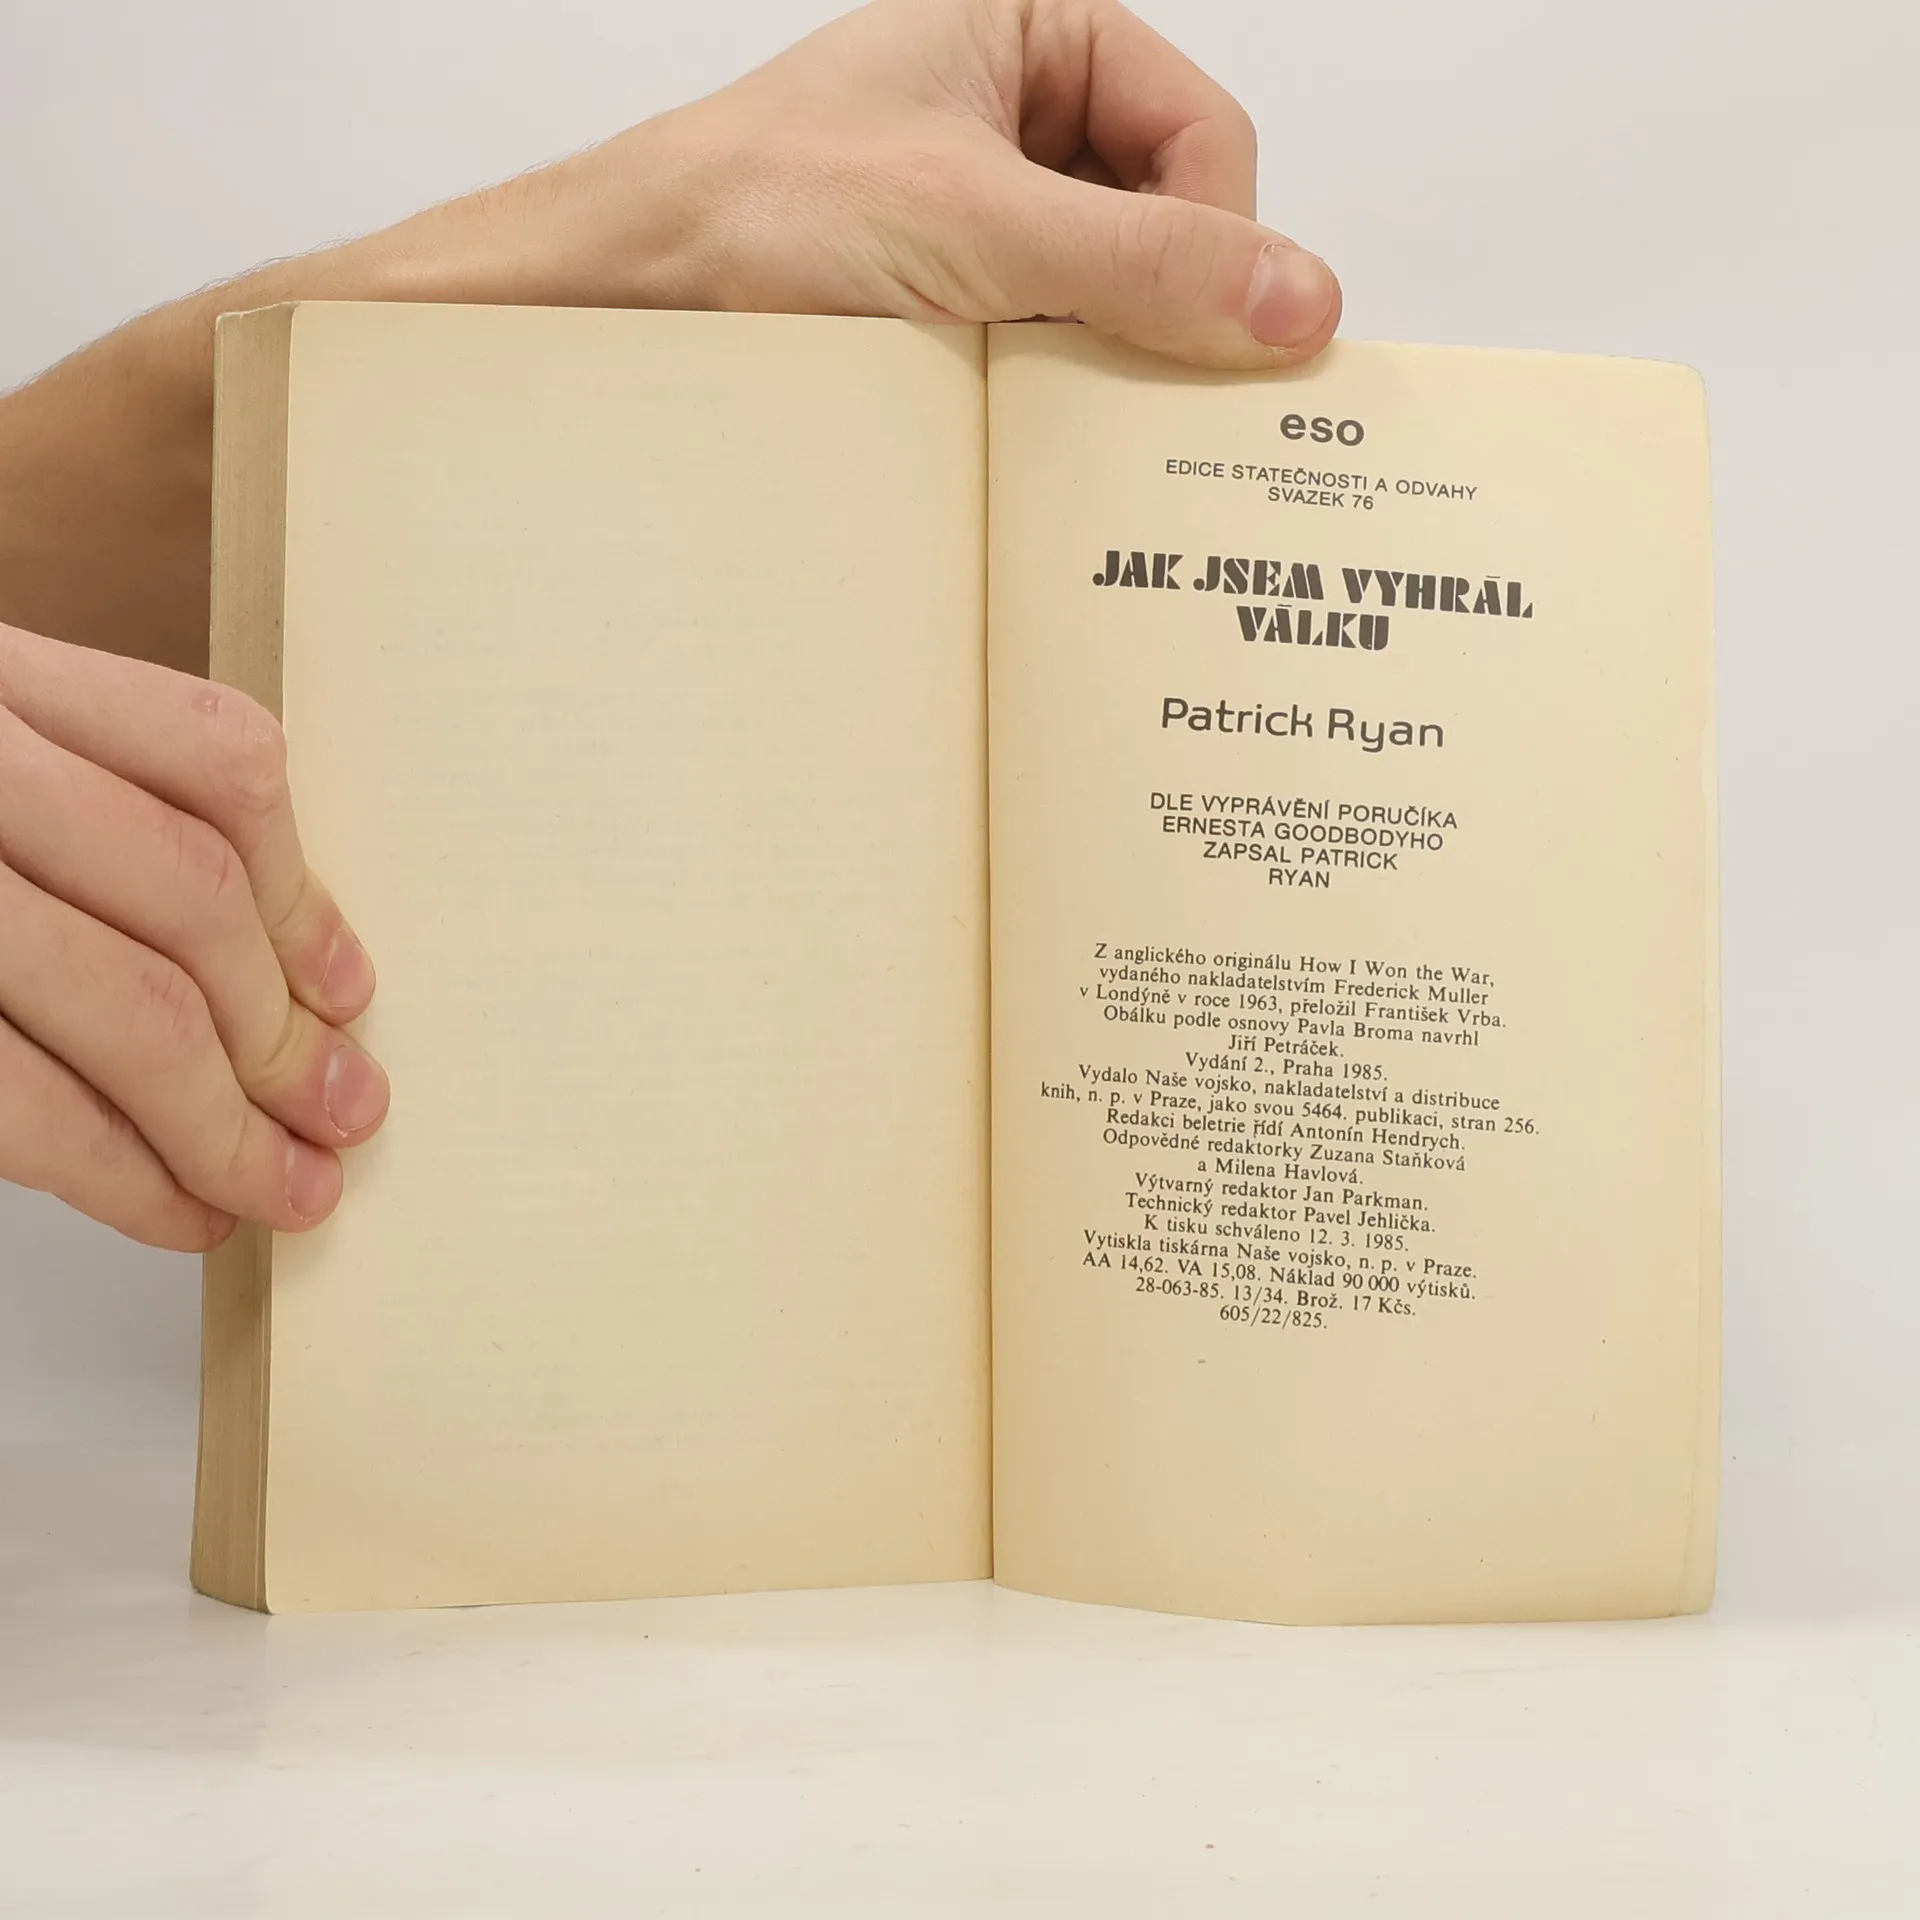 eso
EDICE STATEČNOSTI A ODVAHY
SVAZEK 76
JAK JSEM VYHRÁL
VÁLKU
Patrick Ryan
DLE VYPRÁVĚNÍ PORUČÍKA
ERNESTA GOODBODYHO
ZAPSAL PATRICK
RYAN
Z anglického originálu How I Won the War,
vydaného nakladatelstvím Frederick Muller
v Londýně v roce 1963, přeložil František Vrba.
Obálku podle osnovy Pavla Broma navrhl
Jiří Petráček.
Vydání 2., Praha 1985.
Vydalo Naše vojsko, nakladatelství a distribuce
knih, n. p. v Praze, jako svou 5464. publikaci, stran 256.
Redakci beletrie řídí Antonín Hendrych.
Odpovědné redaktorky Zuzana Staňková
a Milena Havlová.
Výtvarný redaktor Jan Parkman.
Technický redaktor Pavel Jehlička.
K tisku schváleno 12. 3. 1985.
Vytiskla tiskárna Naše vojsko, n. p. v Praze.
AA 14,62. VA 15,08. Náklad 90 000 výtisků.
28-063-85. 13/34. Brož. 17 Kčs.
605/22/825.